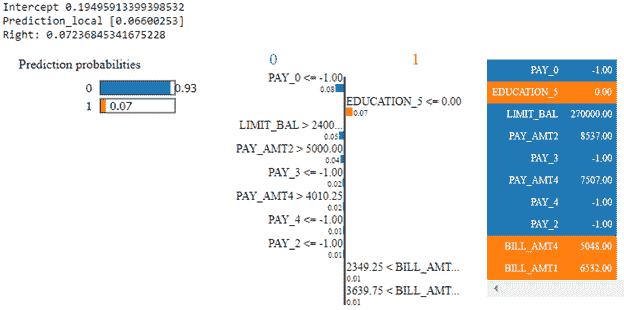 Intercept 0.19495913399398532
Prediction_local [0.06600253]
Right: 0.07236845341675228
Prediction probabilities
0 0.93
1 0.07
0 1
PAY_0 <= -1.00
0.08
EDUCATION_5 <= 0.00
0.07
LIMIT_BAL > 2400...
0.05
PAY_AMT2 > 5000.00
0.04
PAY_3 <= -1.00
0.02
PAY_AMT4 > 4010.25
0.02
PAY_4 <= -1.00
0.01
PAY_2 <= -1.00
0.01
2349.25 < BILL_AMT...
0.01
3639.75 < BILL_AMT...
0.01
PAY_0 -1.00
EDUCATION_5 0.00
LIMIT_BAL 270000.00
PAY_AMT2 8537.00
PAY_3 -1.00
PAY_AMT4 7507.00
PAY_4 -1.00
PAY_2 -1.00
BILL_AMT4 5048.00
BILL_AMT1 6532.00